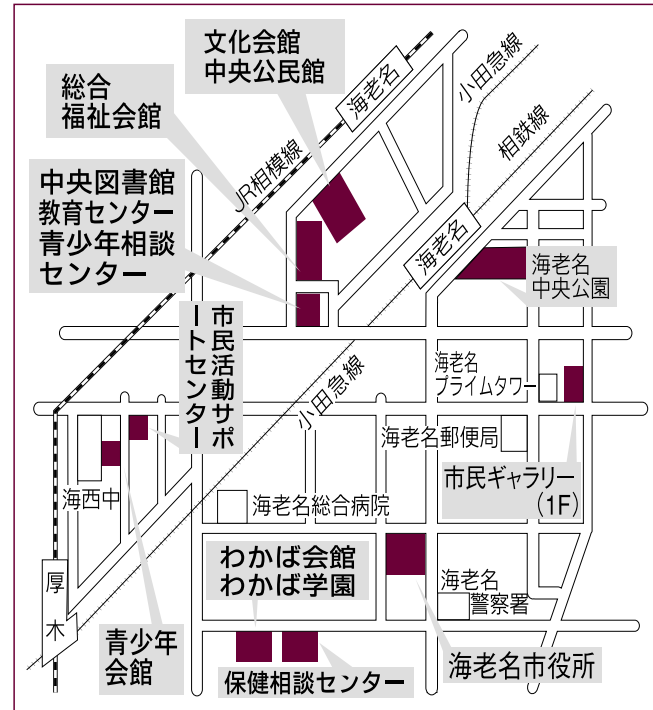 文化会館
中央公民館
総合
福祉会館
海老名
小田急線
相鉄線
JR相模線
中央図書館
教育センター
青少年相談
センター
海老名
海老名
中央公園
市民活動サポ
ートセンター
小田急線
海老名
プライムタワー
海老名郵便局
市民ギャラリー
(1F)
海西中
海老名総合病院
わかば会館
わかば学園
海老名
警察署
厚木
青少年
会館
保健相談センター
海老名市役所